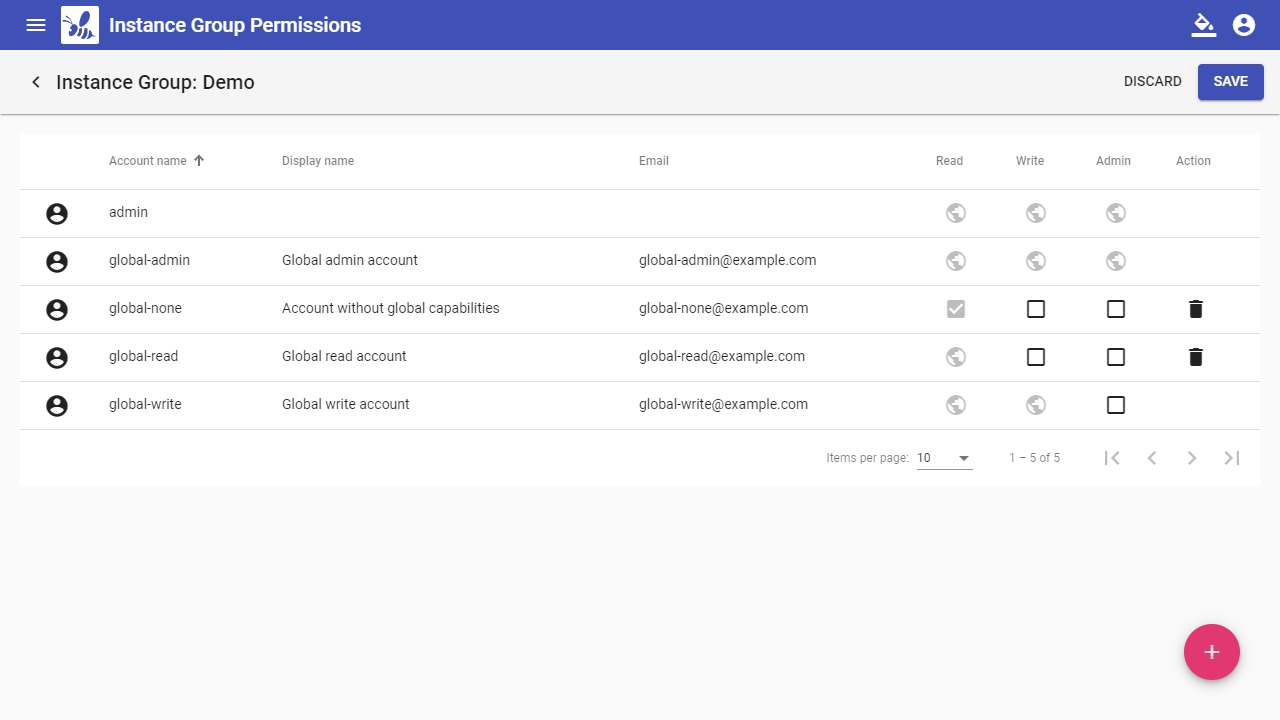 Instance Group Permissions
Instance Group: Demo
DISCARD
SAVE
Account name Display name Email Read Write Admin Action
admin
global-admin Global admin account global-admin@example.com
global-none Account without global capabilities global-none@example.com
global-read Global read account global-read@example.com
global-write Global write account global-write@example.com
Items per page: 10 1 – 5 of 5